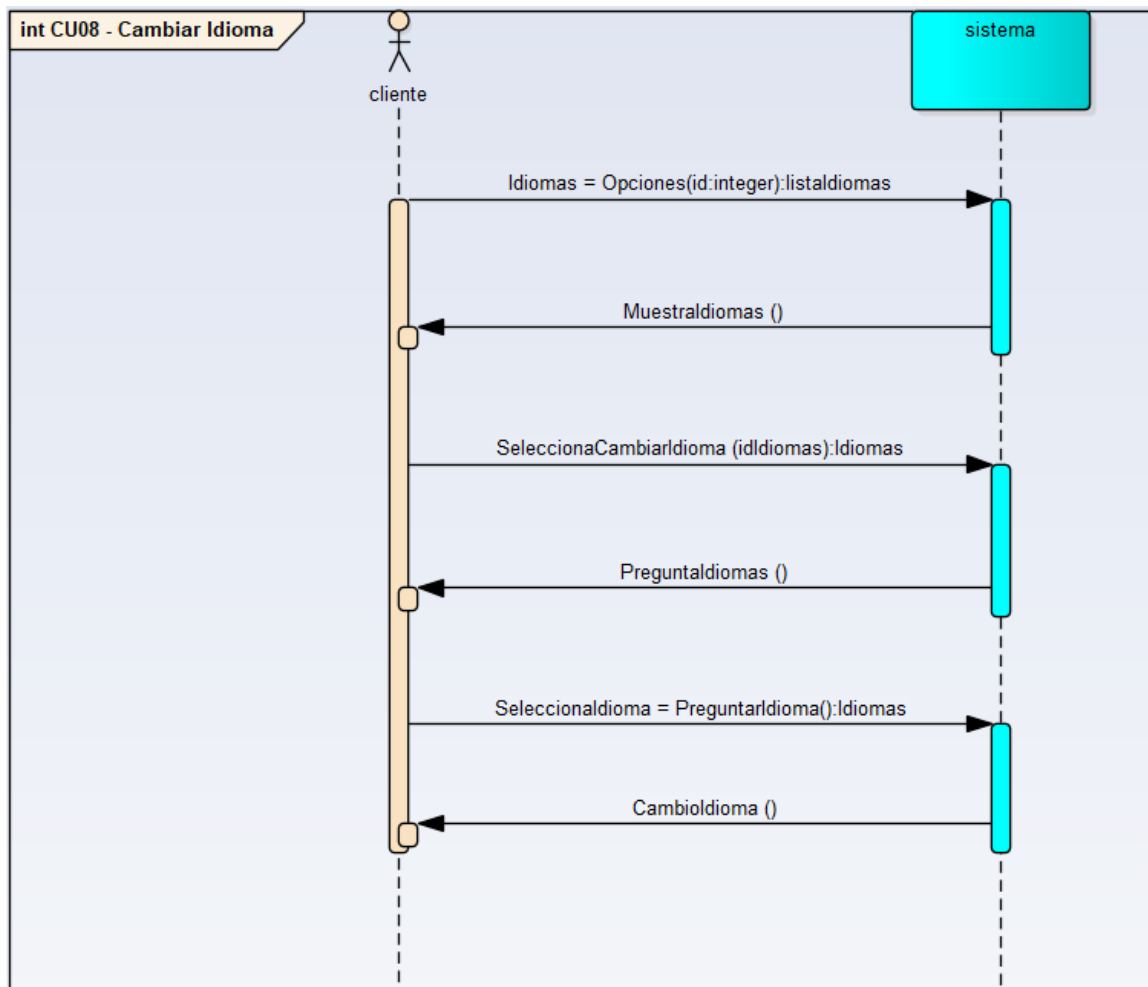 int CU08 - Cambiar Idioma
cliente
sistema
Idiomas = Opciones(id:integer):listaIdiomas
MuestraIdiomas ()
SeleccionaCambiarIdioma (idIdiomas):Idiomas
PreguntaIdiomas ()
SeleccionaIdioma = PreguntarIdioma():Idiomas
CambioIdioma ()